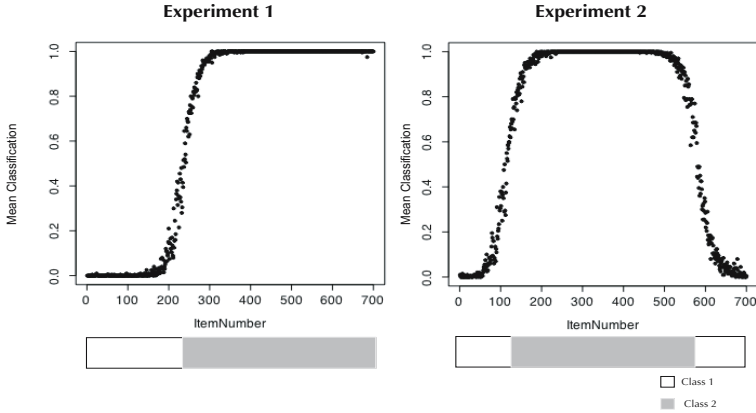 Experiment 1
Mean Classification
1.0
0.8
0.6
0.4
0.2
0.0
0 100 200 300 400 500 600 700
ItemNumber
Experiment 2
Mean Classification
1.0
0.8
0.6
0.4
0.2
0.0
0 100 200 300 400 500 600 700
ItemNumber
Class 1
Class 2